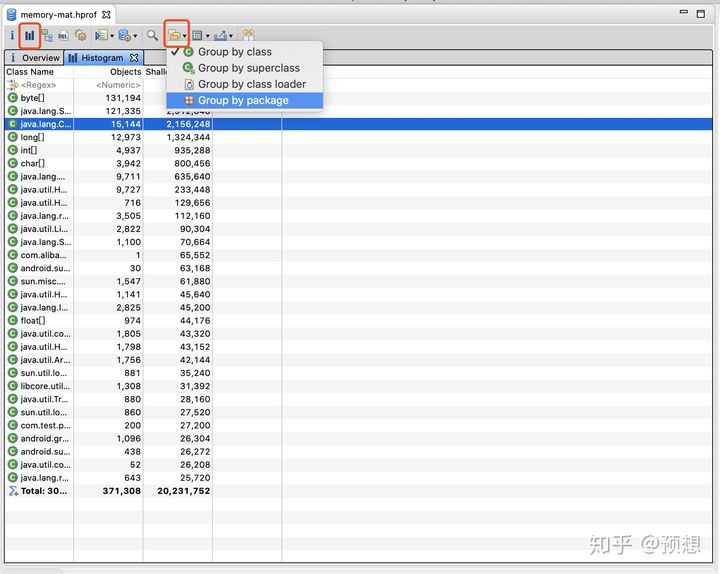 memory-mat.hprof
Overview Histogram
Group by class
Group by superclass
Group by class loader
Group by package
Class Name Objects
<Regex> <Numeric>
byte[] 131,194
java.lang.S... 121,335
java.lang.C... 15,144 2,156,248
long[] 12,973 1,324,344
int[] 4,937 935,288
char[] 3,942 800,456
java.lang.... 9,711 635,640
java.util.H... 9,727 233,448
java.util.H... 716 129,656
java.lang.r... 3,505 112,160
java.util.Li... 2,822 90,304
java.lang.S... 1,100 70,664
com.aliba... 1 65,552
android.su... 30 63,168
sun.misc.... 1,547 61,880
java.util.H... 1,141 45,640
java.lang.I... 2,825 45,200
float[] 974 44,176
java.util.co... 1,805 43,320
java.util.H... 1,798 43,152
java.util.Ar... 1,756 42,144
sun.util.lo... 881 35,240
libcore.util... 1,308 31,392
java.util.Tr... 880 28,160
sun.util.lo... 860 27,520
com.test.p... 200 27,200
android.gr... 1,096 26,304
android.su... 438 26,272
java.util.co... 52 26,208
java.lang.r... 643 25,720
Total: 30... 371,308 20,231,752
知乎 @预想